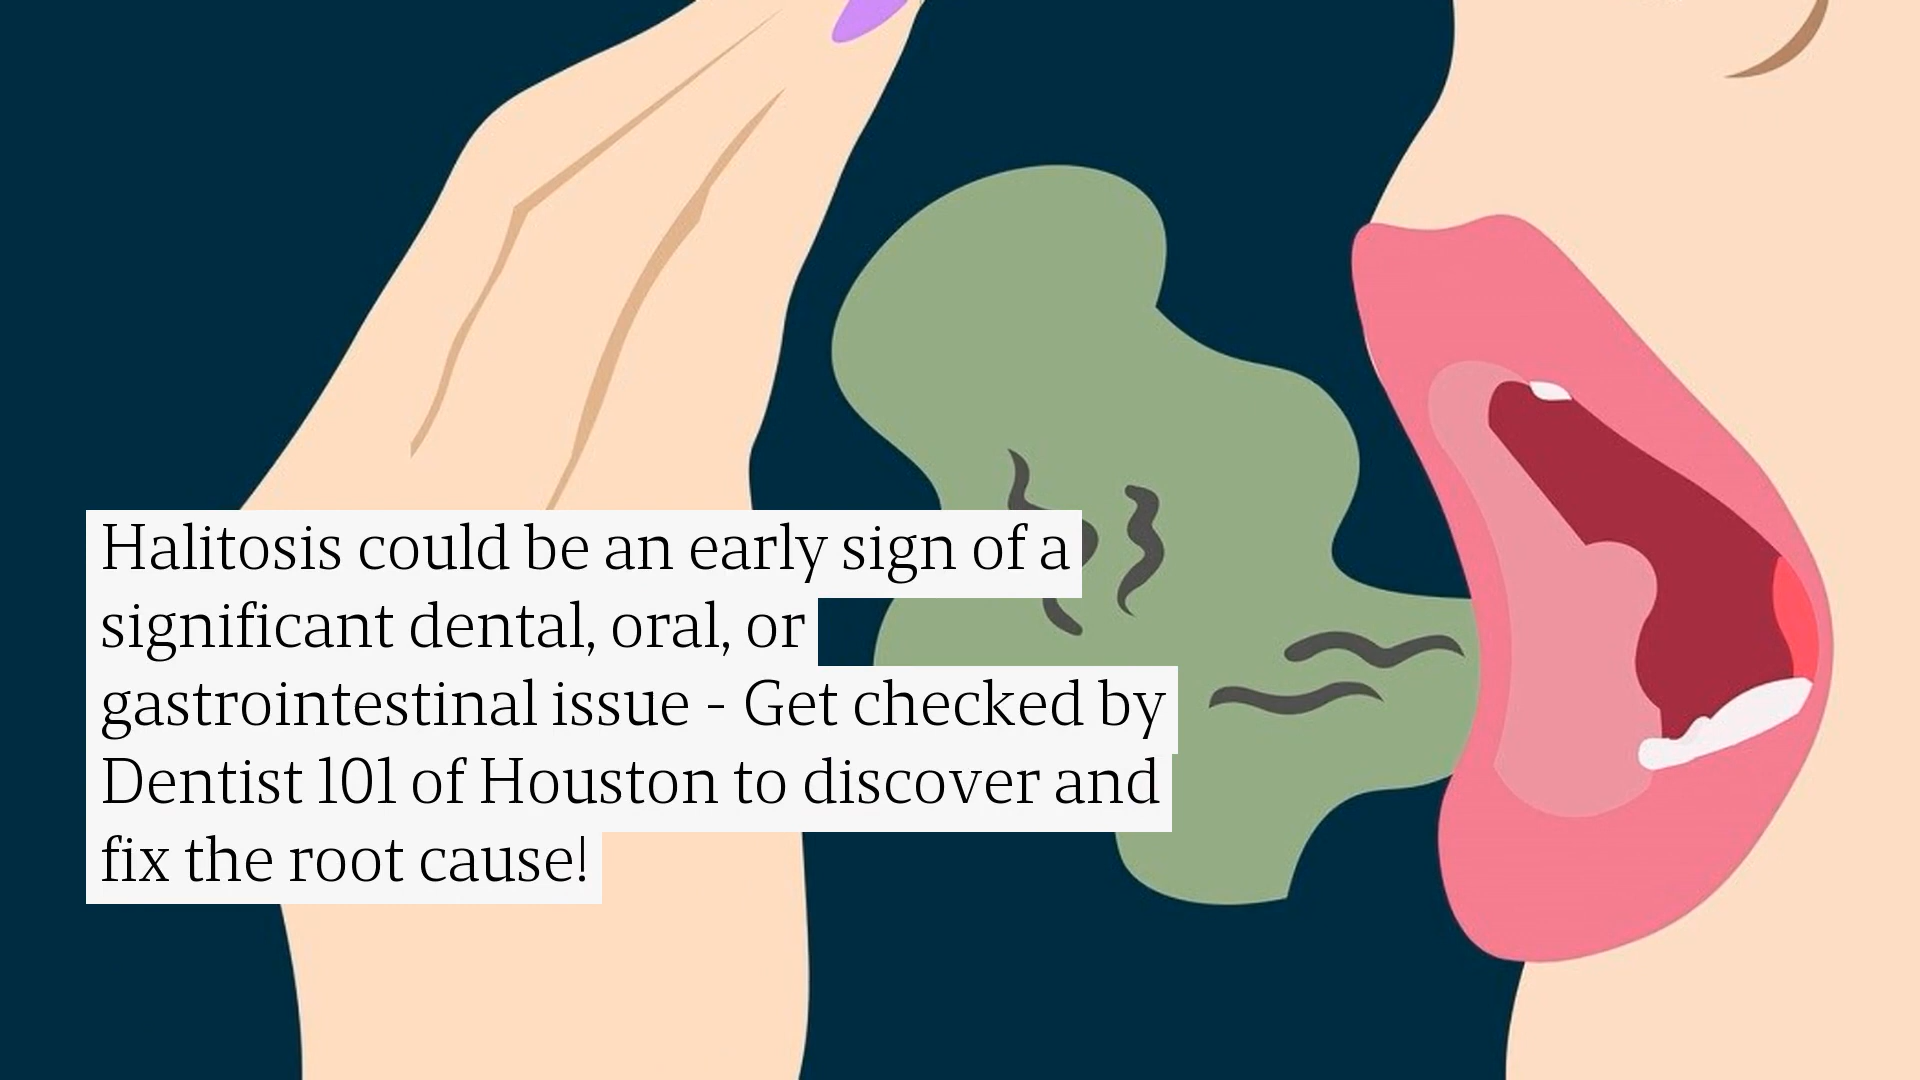 Halitosis could be an early sign of a
significant dental, oral, or
gastrointestinal issue - Get checked by
Dentist 101 of Houston to discover and
fix the root cause!